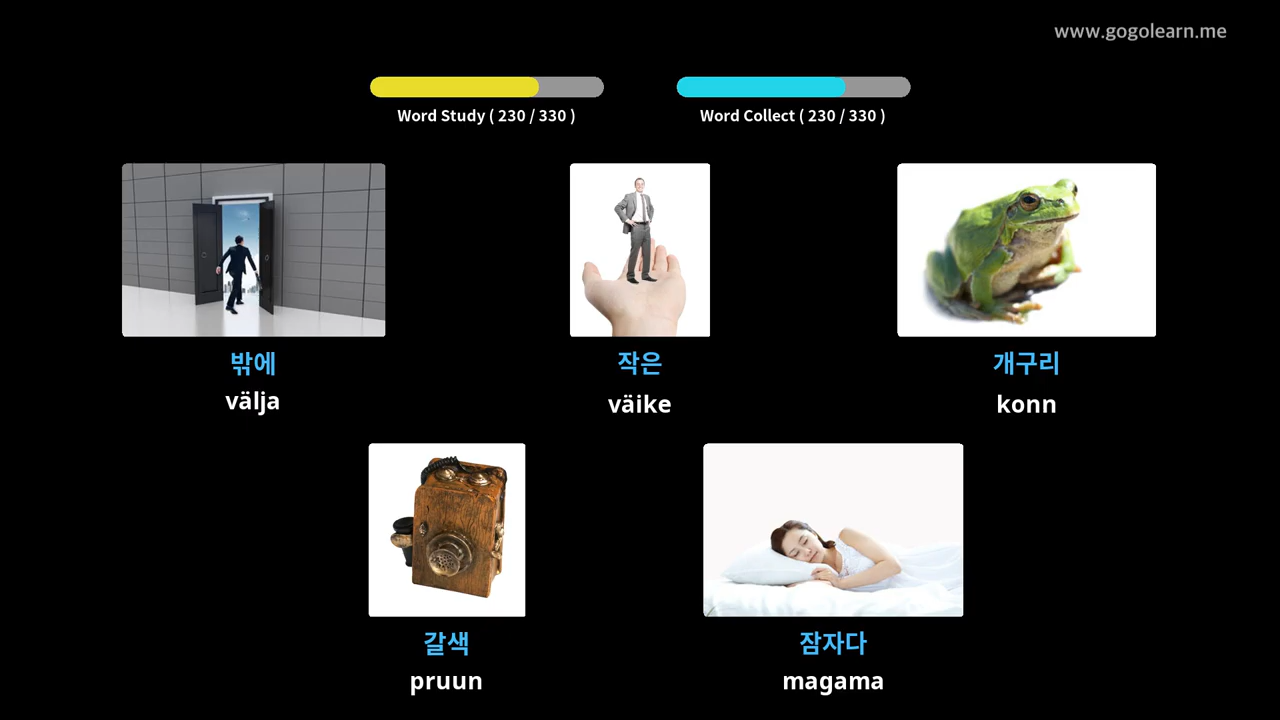 www.gogolearn.me
Word Study ( 230 / 330 )
Word Collect ( 230 / 330 )
밖에
välja
작은
väike
개구리
konn
갈색
pruun
잠자다
magama